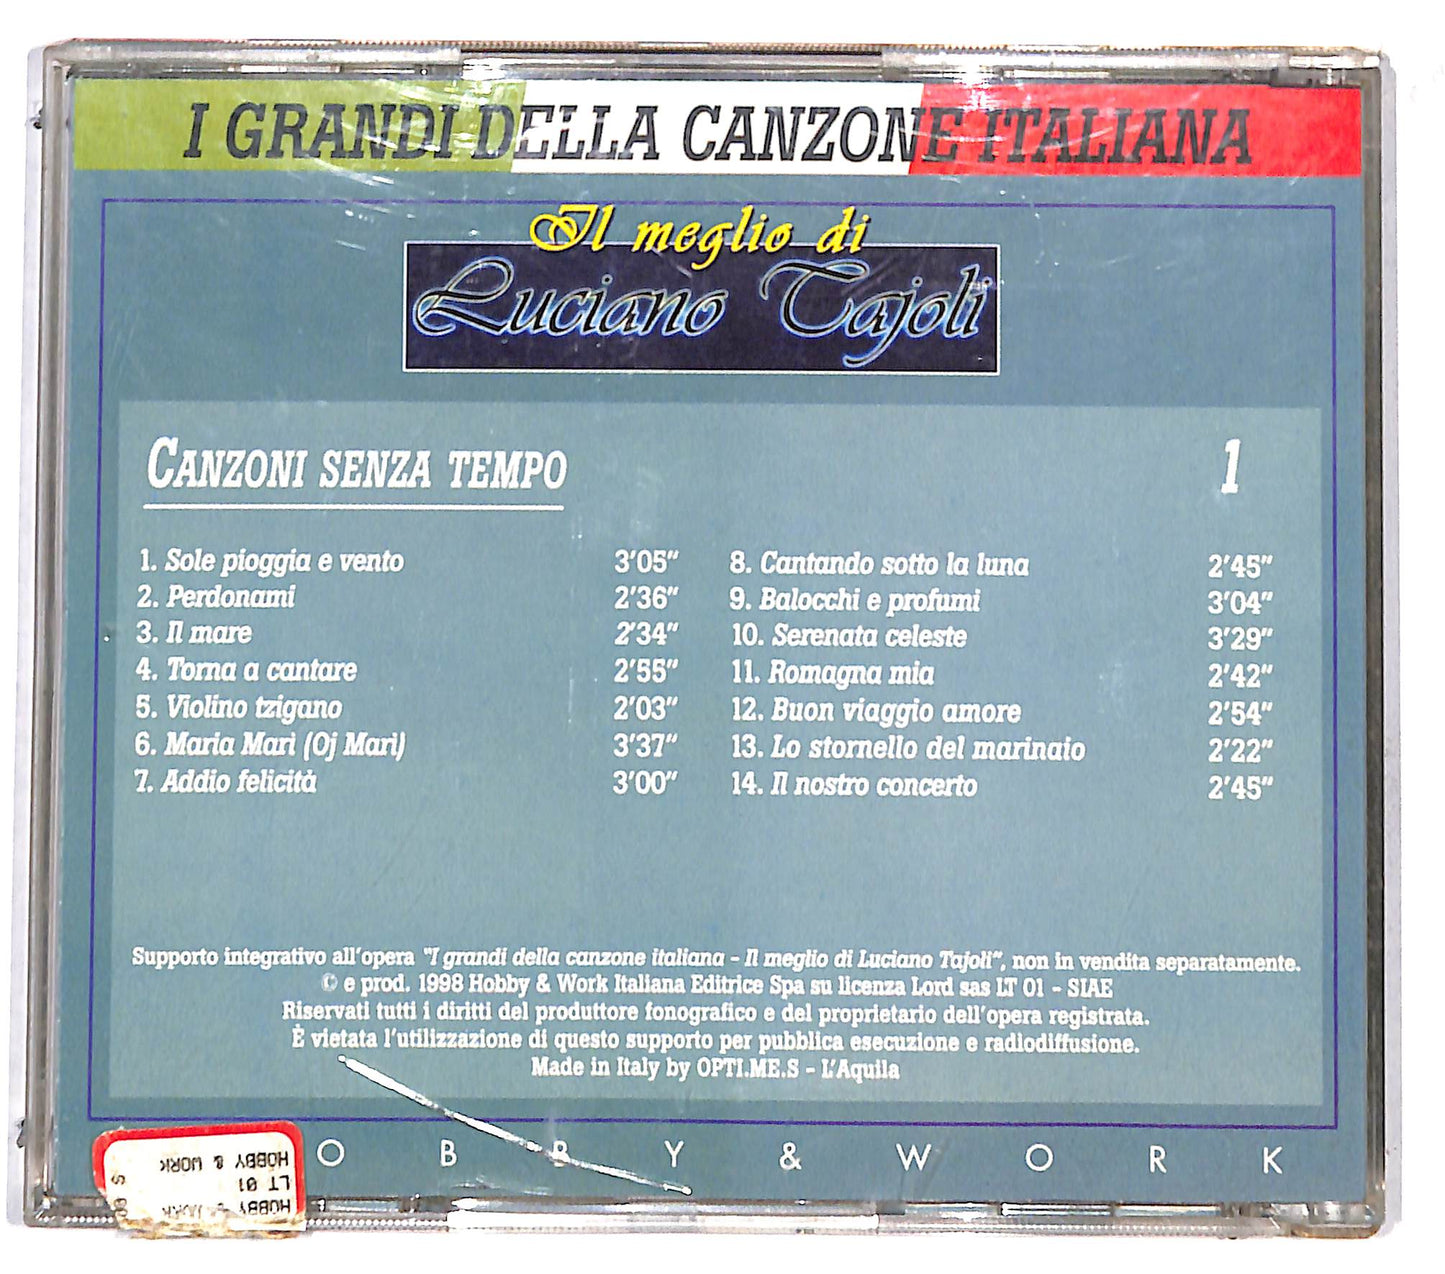 I GRANDI DELLA CANZONE ITALIANA
Il meglio di
Luciano Tajoli
CANZONI SENZA TEMPO 1
1. Sole pioggia e vento 3'05"
2. Perdonami 2'36"
3. Il mare 2'34"
4. Torna a cantare 2'55"
5. Violino tzigano 2'03"
6. Maria Marì (Oj Marì) 3'37"
7. Addio felicità 3'00"
8. Cantando sotto la luna 2'45"
9. Balocchi e profumi 3'04"
10. Serenata celeste 3'29"
11. Romagna mia 2'42"
12. Buon viaggio amore 2'54"
13. Lo stornello del marinaio 2'22"
14. Il nostro concerto 2'45"
Supporto integrativo all'opera "I grandi della canzone italiana - Il meglio di Luciano Tajoli", non in vendita separatamente.
© e prod. 1998 Hobby & Work Italiana Editrice Spa su licenza Lord sas LT 01 - SIAE
Riservati tutti i diritti del produttore fonografico e del proprietario dell'opera registrata.
È vietata l'utilizzazione di questo supporto per pubblica esecuzione e radiodiffusione.
Made in Italy by OPTI.ME.S - L'Aquila
O B B Y & W O R K
HOBBY & WORK
LT 01
HOBBY & WORK